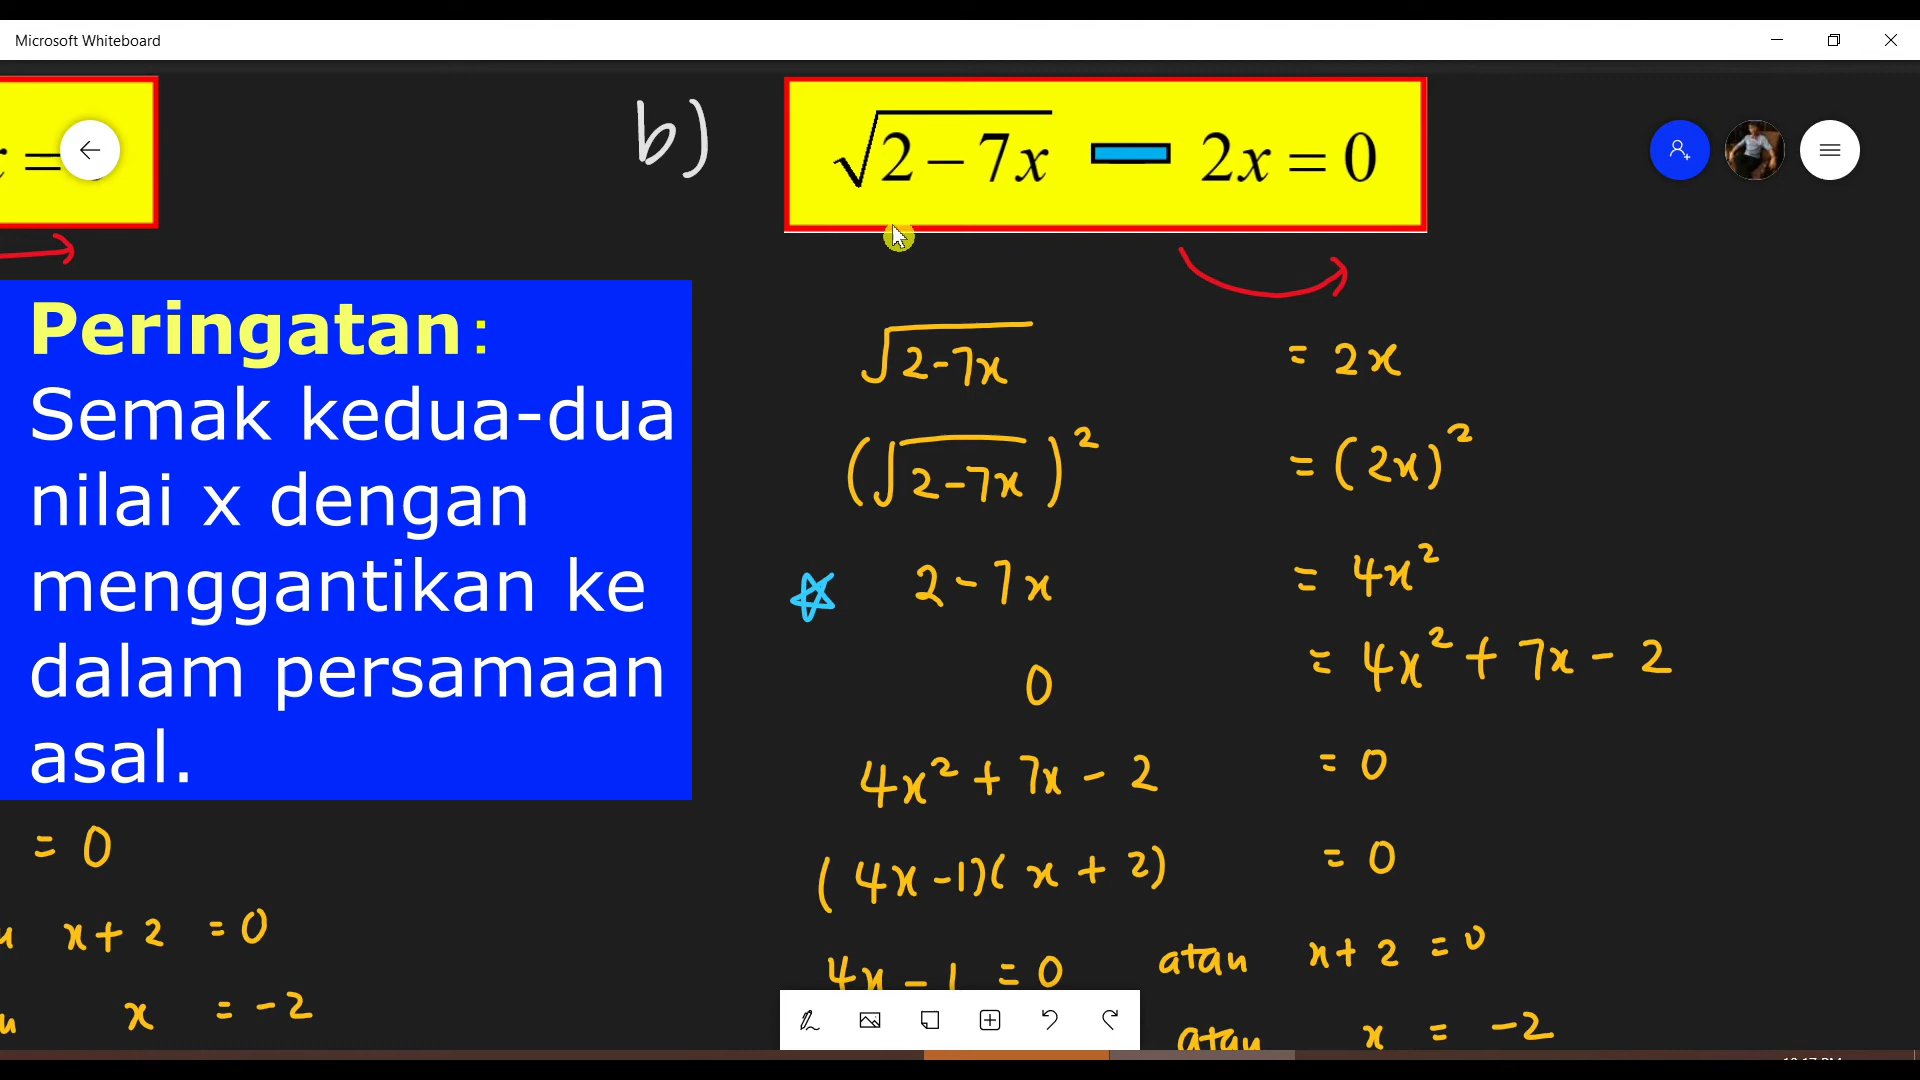 Microsoft Whiteboard
b)
√2 − 7x − 2x = 0
Peringatan:
Semak kedua-dua
nilai x dengan
menggantikan ke
dalam persamaan
asal.
= 0
x + 2 = 0
x = -2
√2-7x = 2x
(√2-7x)² = (2x)²
2 - 7x = 4x²
0 = 4x² + 7x - 2
4x² + 7x - 2 = 0
(4x -1)(x + 2) = 0
4x - 1 = 0 atau x + 2 = 0
atau x = -2